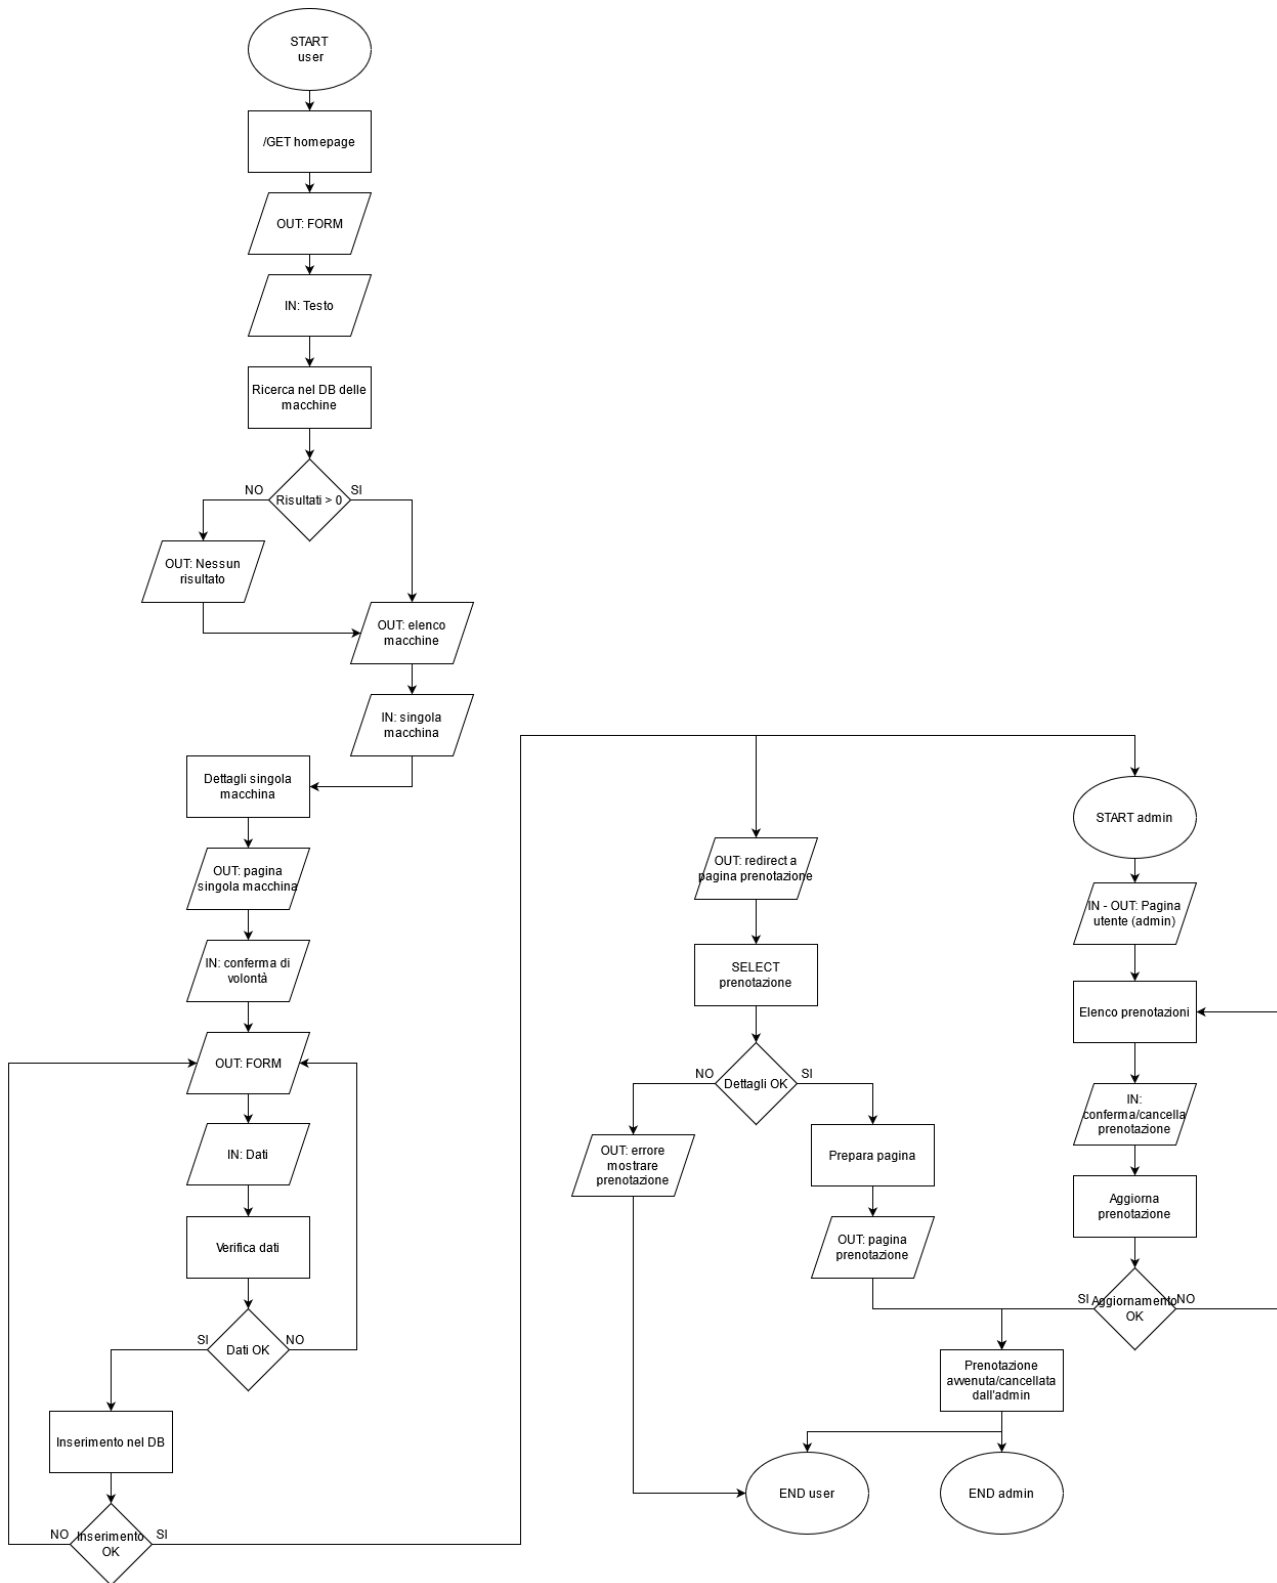 START
user
/GET homepage
OUT: FORM
IN: Testo
Ricerca nel DB delle
macchine
NO
Risultati > 0
SI
OUT: Nessun
risultato
OUT: elenco
macchine
IN: singola
macchina
Dettagli singola
macchina
OUT: pagina
singola macchina
IN: conferma di
volontà
OUT: FORM
IN: Dati
Verifica dati
SI
Dati OK
NO
Inserimento nel DB
NO
Inserimento
OK
SI
OUT: redirect a
pagina prenotazione
SELECT
prenotazione
NO
Dettagli OK
SI
OUT: errore
mostrare
prenotazione
Prepara pagina
OUT: pagina
prenotazione
START admin
IN - OUT: Pagina
utente (admin)
Elenco prenotazioni
IN:
conferma/cancella
prenotazione
Aggiorna
prenotazione
SI
Aggiornamento
OK
NO
Prenotazione
avvenuta/cancellata
dall'admin
END user
END admin